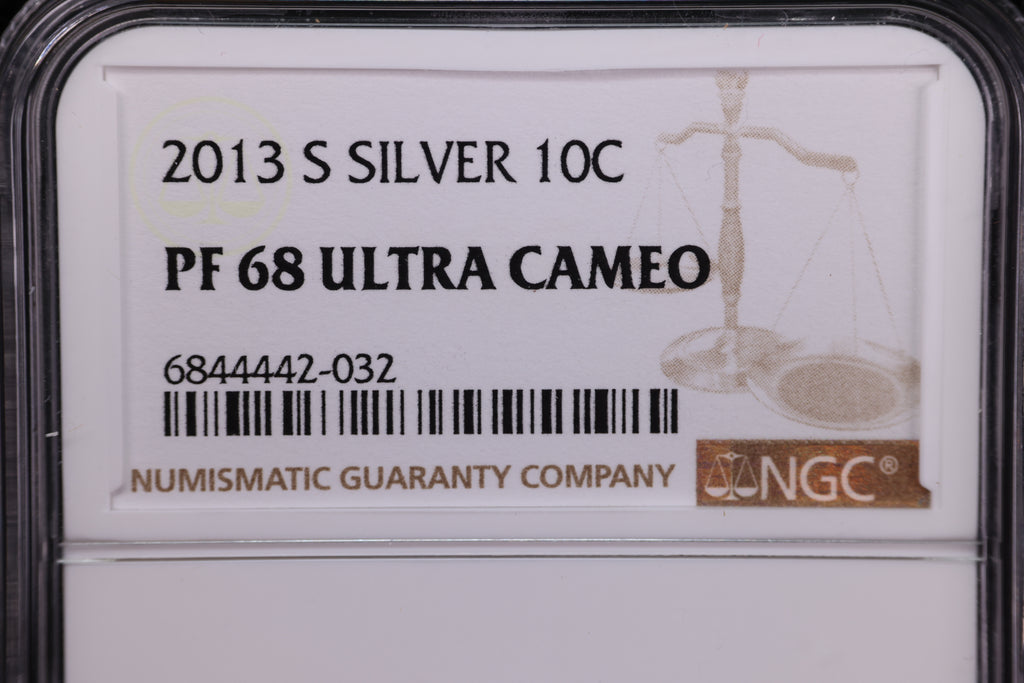 2013 S SILVER 10C
PF 68 ULTRA CAMEO
6844442-032
NUMISMATIC GUARANTY COMPANY
NGC®